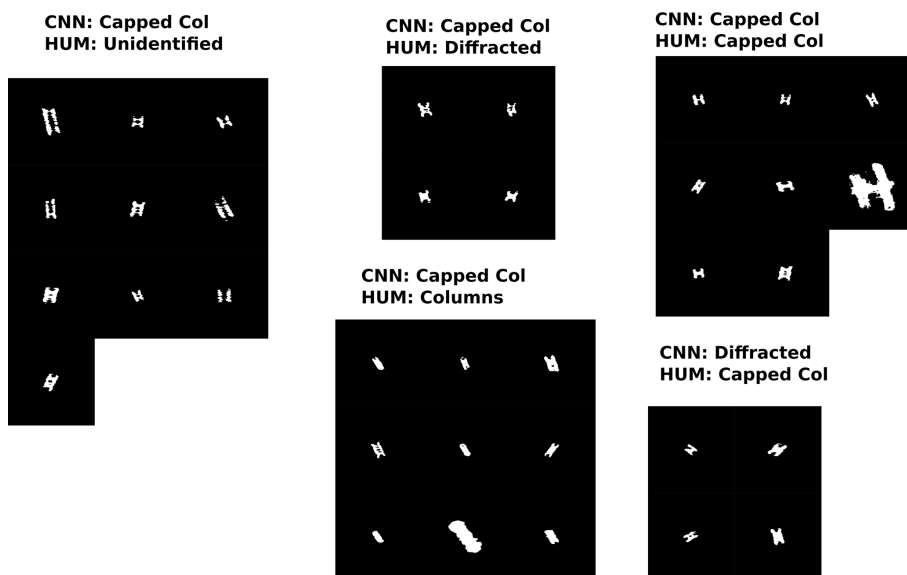 CNN: Capped Col
HUM: Unidentified
CNN: Capped Col
HUM: Diffracted
CNN: Capped Col
HUM: Capped Col
CNN: Capped Col
HUM: Columns
CNN: Diffracted
HUM: Capped Col